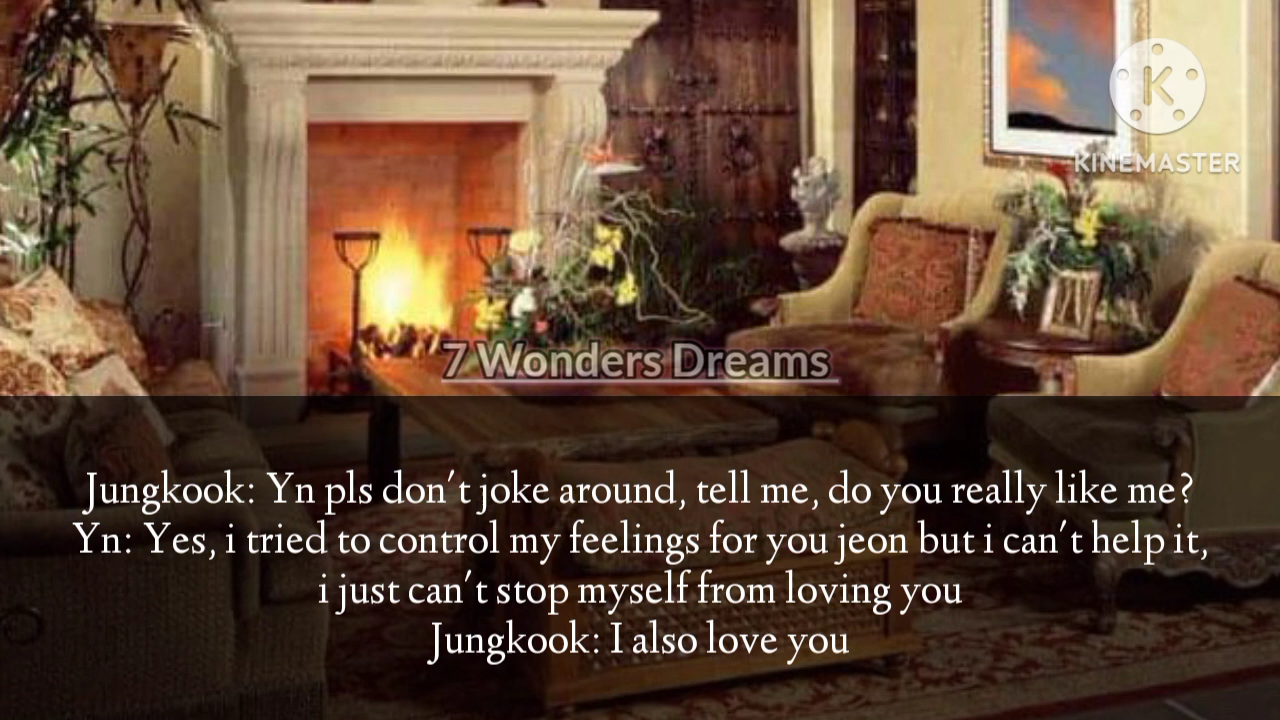 KINEMASTER
7 Wonders Dreams
Jungkook: Yn pls don't joke around, tell me, do you really like me?
Yn: Yes, i tried to control my feelings for you jeon but i can't help it,
i just can't stop myself from loving you
Jungkook: I also love you